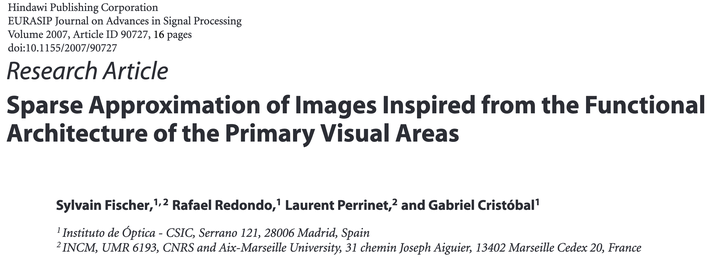 Hindawi Publishing Corporation
EURASIP Journal on Advances in Signal Processing
Volume 2007, Article ID 90727, 16 pages
doi:10.1155/2007/90727
Research Article
Sparse Approximation of Images Inspired from the Functional
Architecture of the Primary Visual Areas
Sylvain Fischer,1, 2 Rafael Redondo,1 Laurent Perrinet,2 and Gabriel Cristóbal1
1 Instituto de Óptica - CSIC, Serrano 121, 28006 Madrid, Spain
2 INCM, UMR 6193, CNRS and Aix-Marseille University, 31 chemin Joseph Aiguier, 13402 Marseille Cedex 20, France